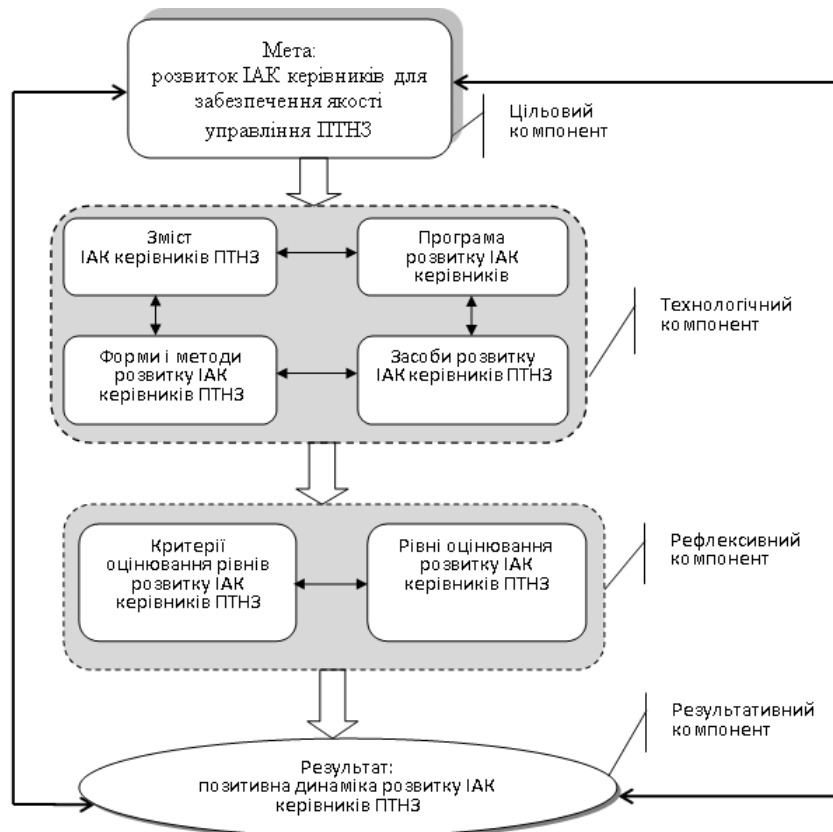 Мета:
розвиток ІАК керівників для
забезпечення якості
управління ПТНЗ
Цільовий
компонент
Зміст
ІАК керівників ПТНЗ
Програма
розвитку ІАК
керівників
Технологічний
компонент
Форми і методи
розвитку ІАК
керівників ПТНЗ
Засоби розвитку
ІАК керівників ПТНЗ
Критерії
оцінювання рівнів
розвитку ІАК
керівників ПТНЗ
Рівні оцінювання
розвитку ІАК
керівників ПТНЗ
Рефлексивний
компонент
Результативний
компонент
Результат:
позитивна динаміка розвитку ІАК
керівників ПТНЗ